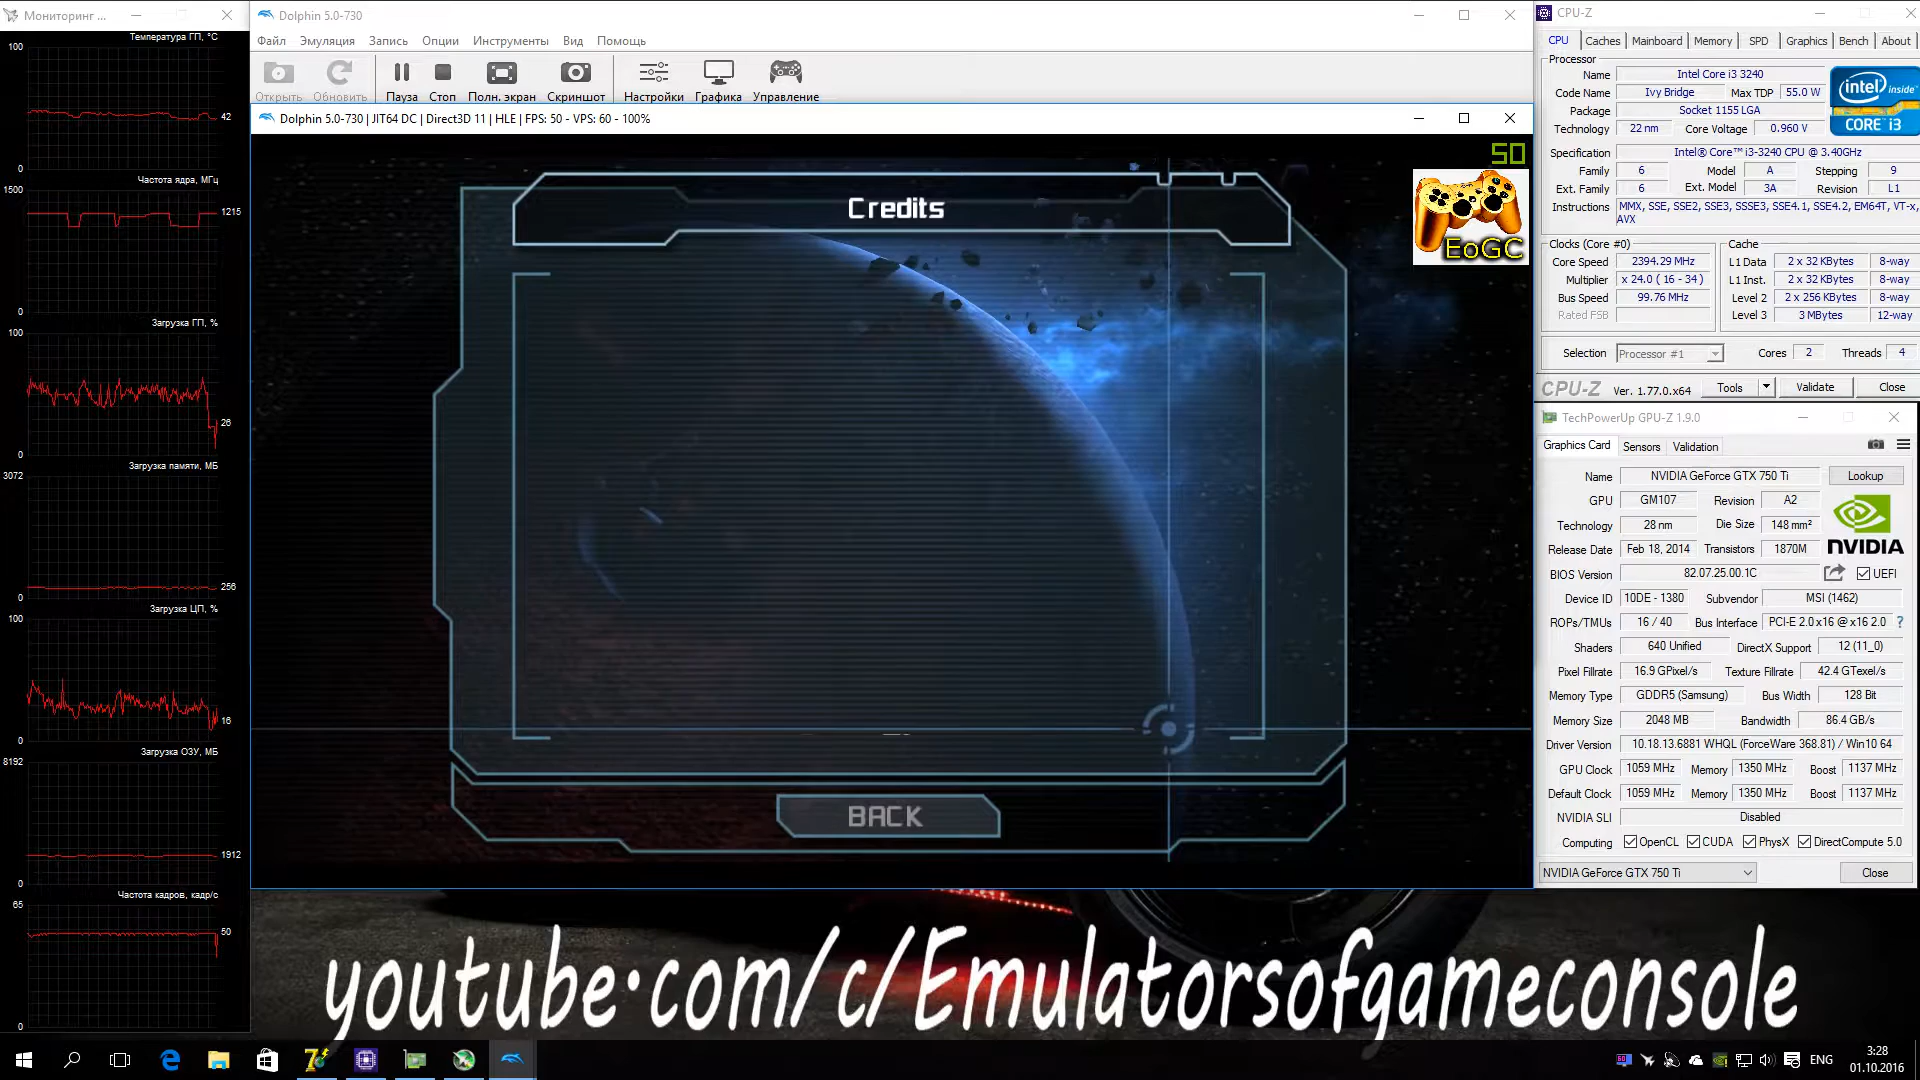 Мониторинг ...
Температура ГП, °C
100
42
0
Частота ядра, МГц
1500
1215
0
Загрузка ГП, %
100
26
0
Загрузка памяти, МБ
3072
256
0
Загрузка ЦП, %
100
16
0
Загрузка ОЗУ, МБ
8192
1912
0
Частота кадров, кадр/с
65
50
0
Dolphin 5.0-730
Файл Эмуляция Запись Опции Инструменты Вид Помощь
Открыть Обновить Пауза Стоп Полн. экран Скриншот Настройки Графика Управление
Dolphin 5.0-730 | JIT64 DC | Direct3D 11 | HLE | FPS: 50 - VPS: 60 - 100%
50
EoGC
Credits
BACK
CPU-Z
CPU Caches Mainboard Memory SPD Graphics Bench About
Processor
Name Intel Core i3 3240
Code Name Ivy Bridge Max TDP 55.0 W
Package Socket 1155 LGA
Technology 22 nm Core Voltage 0.960 V
intel inside
CORE i3
Specification Intel® Core™ i3-3240 CPU @ 3.40GHz
Family 6 Model A Stepping 9
Ext. Family 6 Ext. Model 3A Revision L1
Instructions MMX, SSE, SSE2, SSE3, SSSE3, SSE4.1, SSE4.2, EM64T, VT-x,
AVX
Clocks (Core #0) Cache
Core Speed 2394.29 MHz L1 Data 2 x 32 KBytes 8-way
Multiplier x 24.0 ( 16 - 34 ) L1 Inst. 2 x 32 KBytes 8-way
Bus Speed 99.76 MHz Level 2 2 x 256 KBytes 8-way
Rated FSB Level 3 3 MBytes 12-way
Selection Processor #1 Cores 2 Threads 4
CPU-Z Ver. 1.77.0.x64 Tools Validate Close
TechPowerUp GPU-Z 1.9.0
Graphics Card Sensors Validation
Name NVIDIA GeForce GTX 750 Ti Lookup
GPU GM107 Revision A2
Technology 28 nm Die Size 148 mm²
Release Date Feb 18, 2014 Transistors 1870M
NVIDIA
BIOS Version 82.07.25.00.1C UEFI
Device ID 10DE - 1380 Subvendor MSI (1462)
ROPs/TMUs 16 / 40 Bus Interface PCI-E 2.0 x16 @ x16 2.0 ?
Shaders 640 Unified DirectX Support 12 (11_0)
Pixel Fillrate 16.9 GPixel/s Texture Fillrate 42.4 GTexel/s
Memory Type GDDR5 (Samsung) Bus Width 128 Bit
Memory Size 2048 MB Bandwidth 86.4 GB/s
Driver Version 10.18.13.6881 WHQL (ForceWare 368.81) / Win10 64
GPU Clock 1059 MHz Memory 1350 MHz Boost 1137 MHz
Default Clock 1059 MHz Memory 1350 MHz Boost 1137 MHz
NVIDIA SLI Disabled
Computing OpenCL CUDA PhysX DirectCompute 5.0
NVIDIA GeForce GTX 750 Ti Close
youtube.com/c/Emulatorsofgameconsole
ENG
3:28
01.10.2016